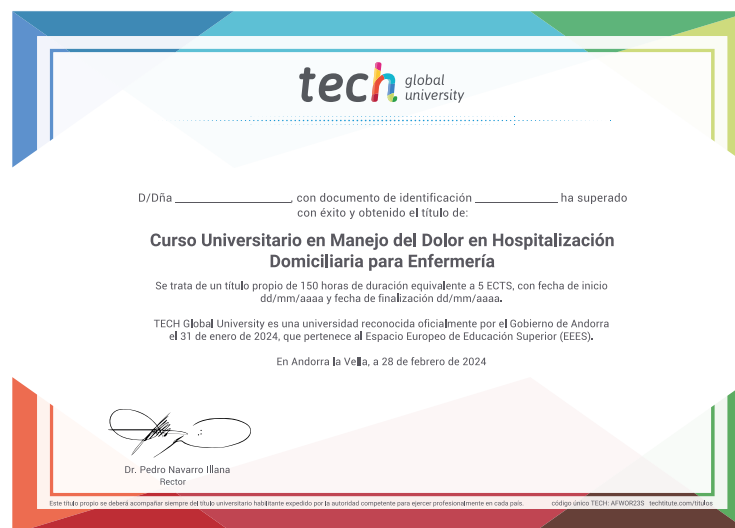 tech global university
D/Dña ____________________, con documento de identificación ______________ ha superado
con éxito y obtenido el título de:
Curso Universitario en Manejo del Dolor en Hospitalización
Domiciliaria para Enfermería
Se trata de un título propio de 150 horas de duración equivalente a 5 ECTS, con fecha de inicio
dd/mm/aaaa y fecha de finalización dd/mm/aaaa.
TECH Global University es una universidad reconocida oficialmente por el Gobierno de Andorra
el 31 de enero de 2024, que pertenece al Espacio Europeo de Educación Superior (EEES).
En Andorra la Vella, a 28 de febrero de 2024
Dr. Pedro Navarro Illana
Rector
Este título propio se deberá acompañar siempre del título universitario habilitante expedido por la autoridad competente para ejercer profesionalmente en cada país. código único TECH: AFWOR23S techtitute.com/titulos